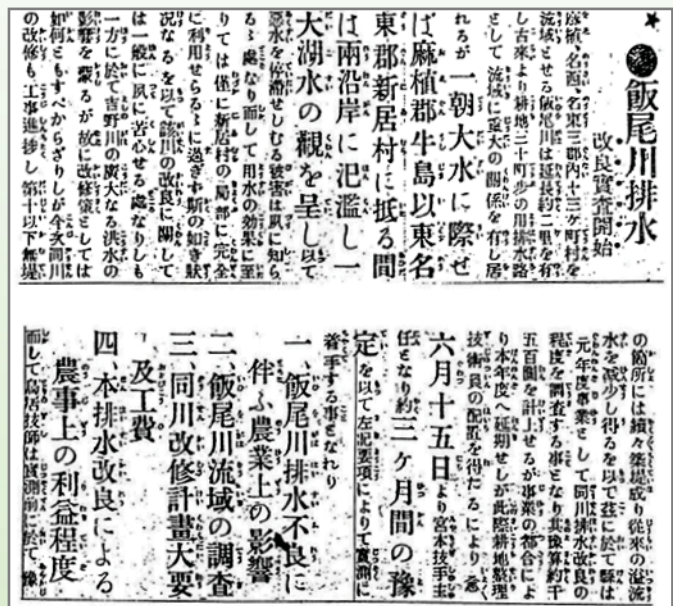 ★
●飯尾川排水
改良實査開始
麻植、名西、名東三郡内十三ヶ町村を
流域とせる飯尾川は延長約二里を有
し古來より耕地三十町歩の用排水路
として流域に重大の關係を有し居
れるが一朝大水に際せ
ば麻植郡牛島以東名
東郡新居村に抵る間
は兩沿岸に氾濫し一
大湖水の觀を呈し以て
惡水を停滯せしむる被害は夙に知ら
るゝ處なり而して用水の効果に至
りては僅に新居村の局部に完全
に利用せらるゝに過ぎず斯の如き狀
況なるを以て該川の改良に關して
は一般に夙に苦心せる處なりしも
一方に於て吉野川の廣大なる洪水の
影響を蒙るが故に改修策としては
如何ともすべからざりしが今次同川
の改修も工事進捗し第十以下無堤
の箇所には續々築堤成り從來の溢流
水を減少し得るを以て茲に於て縣は
元年度事業として同川排水改良の
程度を調査する事となり其豫算約千
五百圓を計上せるが事業の都合によ
り本年度へ延期せしが此際耕地整理
技術員の配置を得たるにより愈
六月十五日より宮本技手主
任となり約三ケ月間の豫
定を以て左記要項によりて實測に
着手する事となれり
一、飯尾川排水不良に
伴ふ農業上の影響
二、飯尾川流域の調査
三、同川改修計畫大要
及工費
四、本排水改良による
農事上の利益程度
而して鳥居技師は實測前に於て豫